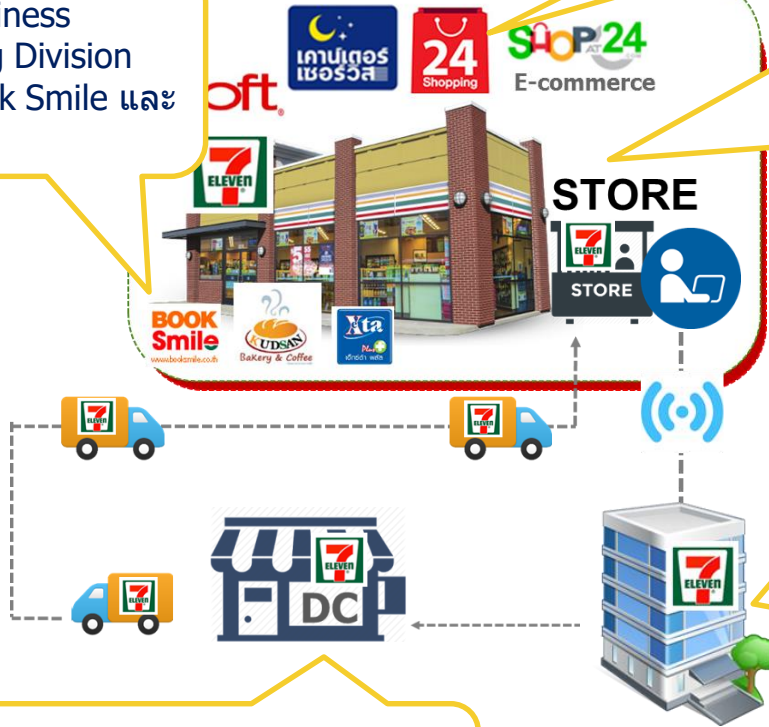 iness
g Division
k Smile และ
oft
เคาน์เตอร์
เซอร์วิส
24
Shopping
SHOP AT 24
E-commerce
7
ELEVEN
STORE
7
ELEVEN
STORE
BOOK
Smile
www.booksmile.co.th
KUDSAN
Bakery & Coffee
Xta
Plus
เอ็กซ์ต้า พลัส
7
ELEVEN
7
ELEVEN
7
ELEVEN
7
ELEVEN
DC
7
ELEVEN